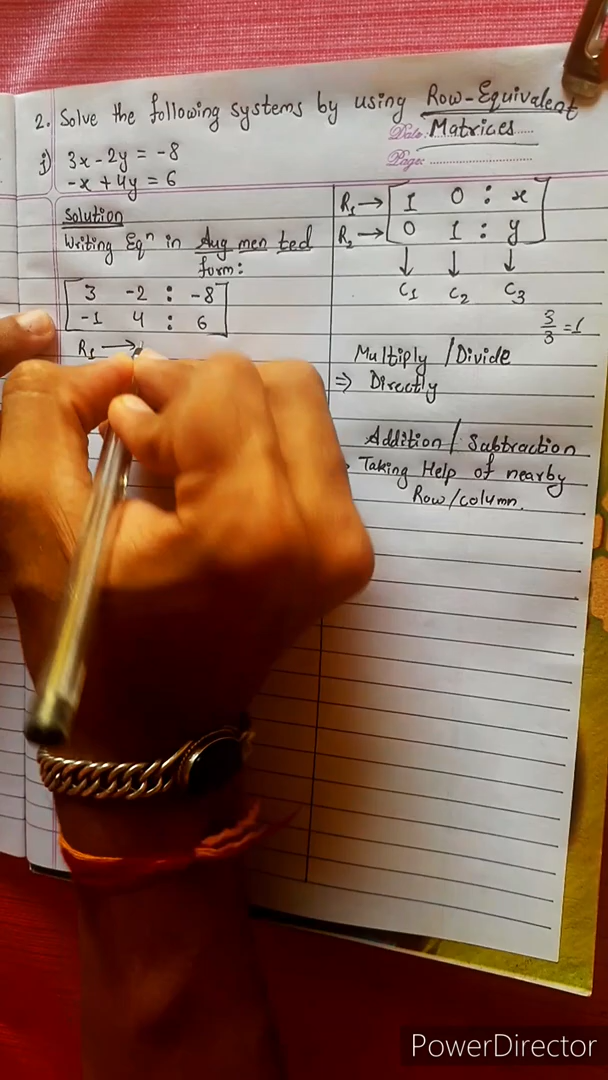 2. Solve the following systems by using Row-Equivalent
Date: Matrices
Page:
i) 3x - 2y = -8
-x + 4y = 6
Solution
Writing Eqⁿ in Augmented
form:
[ 3 -2 : -8 ]
[ -1 4 : 6 ]
R₁ →
R₁ → [ 1 0 : x ]
R₂ → [ 0 1 : y ]
↓ ↓ ↓
C₁ C₂ C₃
3/3 = 1
Multiply / Divide
⇒ Directly
Addition / Subtraction
Taking Help of nearby
Row/column.
PowerDirector